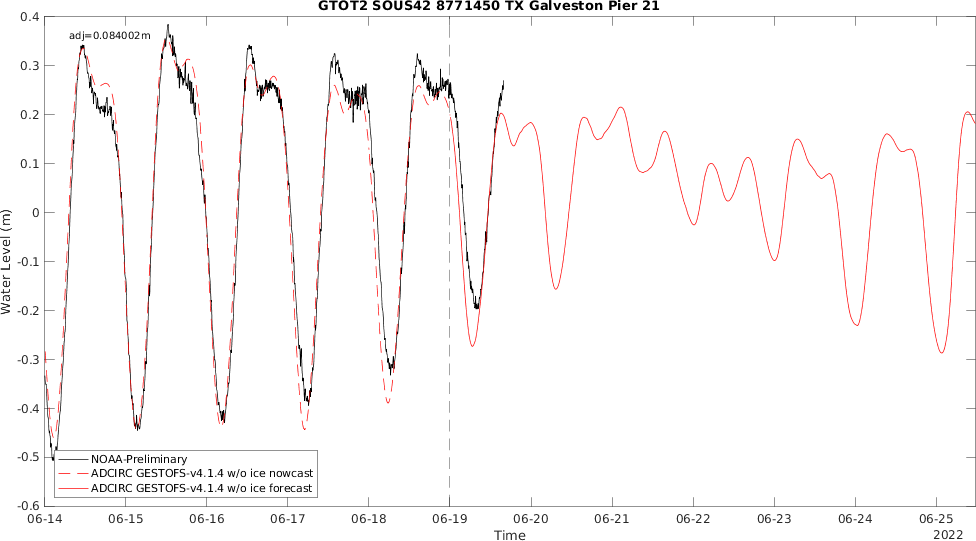 GTOT2 SOUS42 8771450 TX Galveston Pier 21
adj=0.084002m
0.4
0.3
0.2
0.1
0
-0.1
-0.2
-0.3
-0.4
-0.5
-0.6
Water Level (m)
NOAA-Preliminary
ADCIRC GESTOFS-v4.1.4 w/o ice nowcast
ADCIRC GESTOFS-v4.1.4 w/o ice forecast
06-14 06-15 06-16 06-17 06-18 06-19 06-20 06-21 06-22 06-23 06-24 06-25
Time
2022